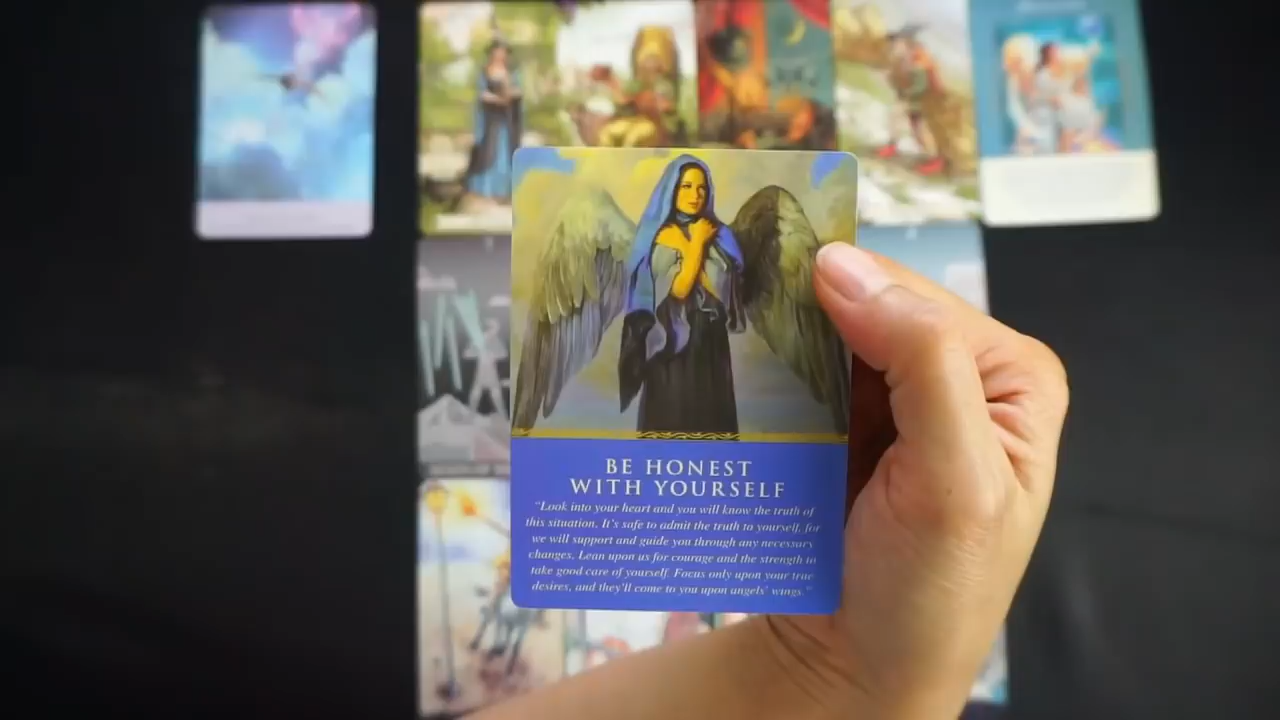 BE HONEST
WITH YOURSELF
"Look into your heart and you will know the truth of
this situation. It's safe to admit the truth to yourself, for
we will support and guide you through any necessary
changes. Lean upon us for courage and the strength to
take good care of yourself. Focus only upon your true
desires, and they'll come to you upon angels' wings."